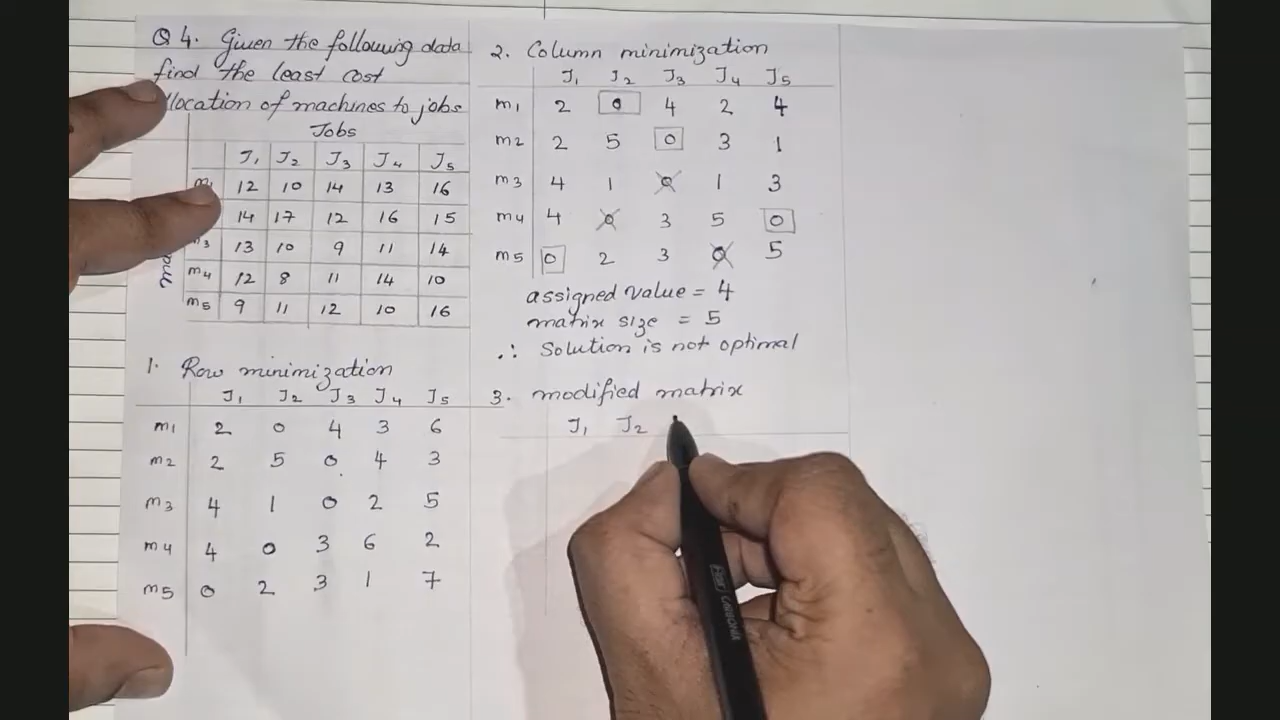 Q 4. Given the following data
find the least cost
llocation of machines to jobs
Jobs
J1 J2 J3 J4 J5
m1 12 10 14 13 16
14 17 12 16 15
m3 13 10 9 11 14
m4 12 8 11 14 10
m5 9 11 12 10 16
1. Row minimization
J1 J2 J3 J4 J5
m1 2 0 4 3 6
m2 2 5 0 4 3
m3 4 1 0 2 5
m4 4 0 3 6 2
m5 0 2 3 1 7
2. Column minimization
J1 J2 J3 J4 J5
m1 2 0 4 2 4
m2 2 5 0 3 1
m3 4 1 0 1 3
m4 4 0 3 5 0
m5 0 2 3 0 5
assigned value = 4
matrix size = 5
∴ Solution is not optimal
3. modified matrix
J1 J2